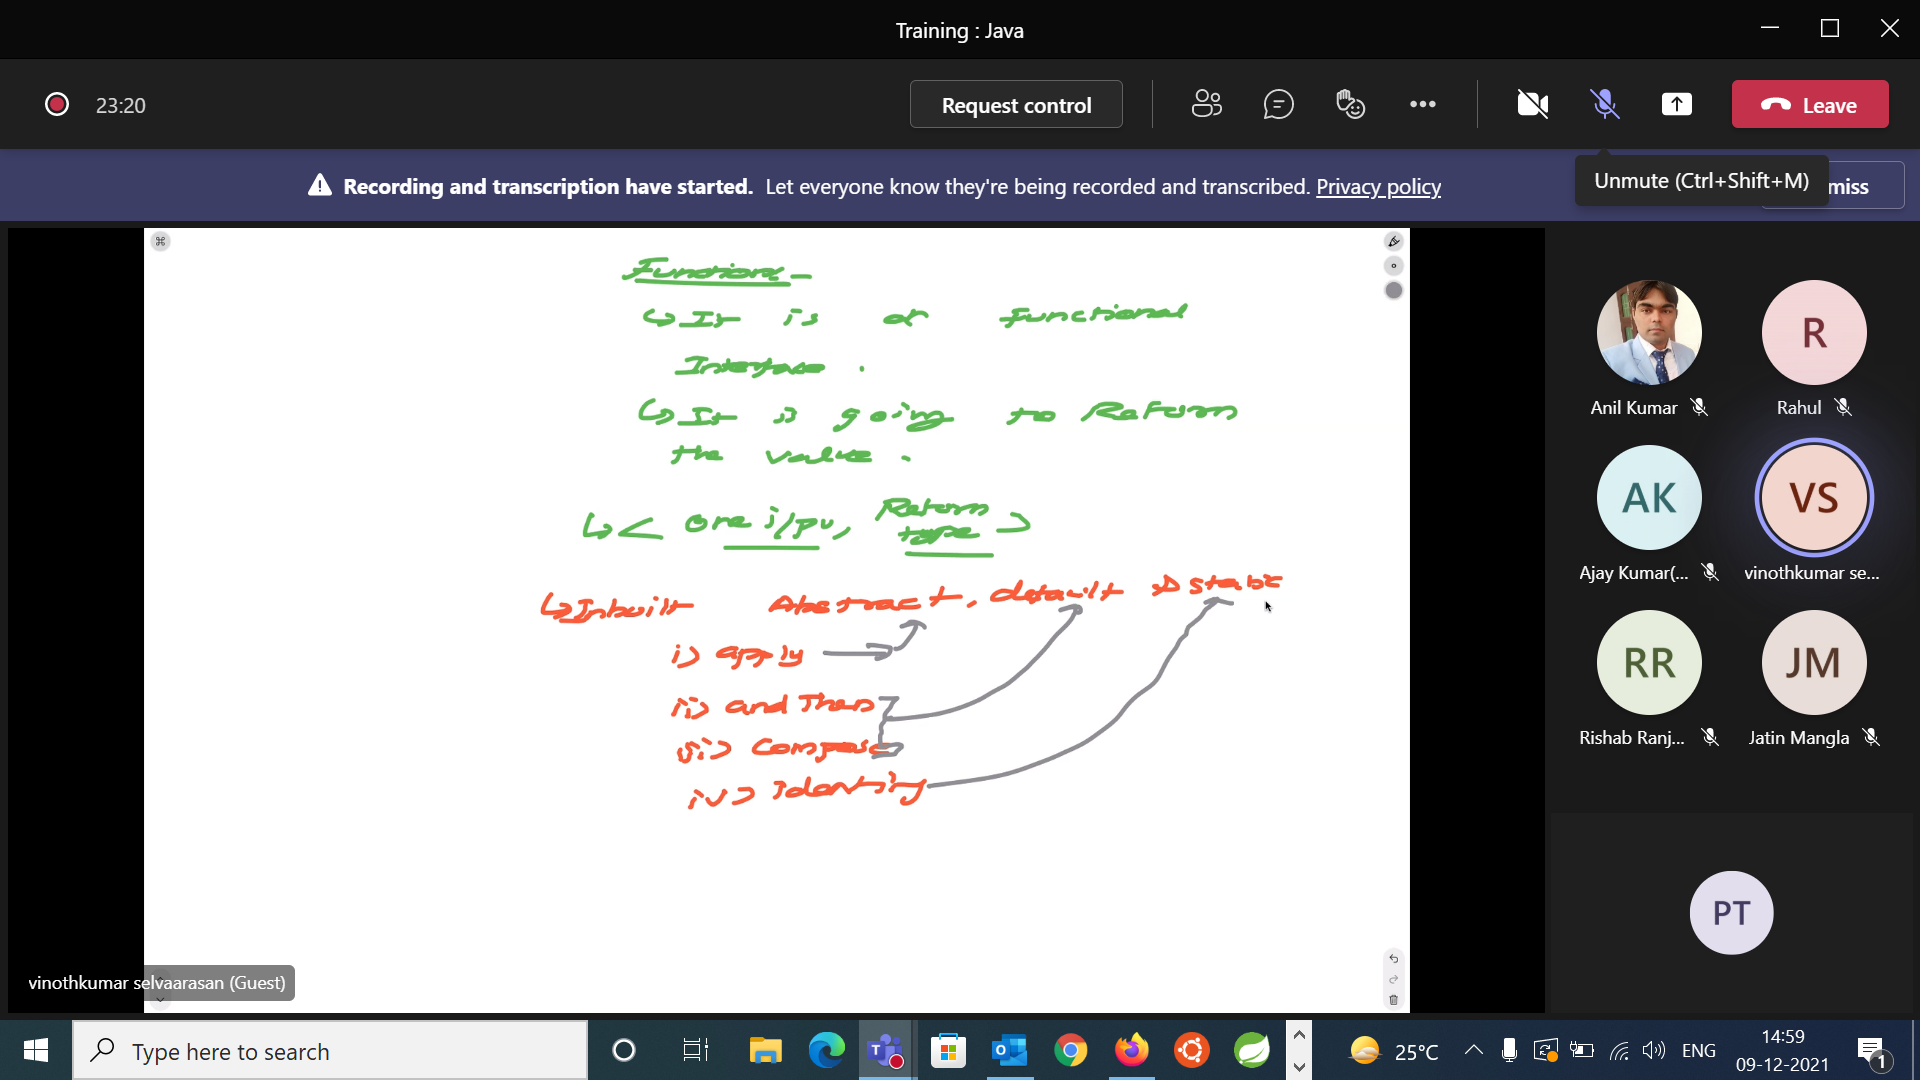 Training : Java
23:20
Request control
Leave
Recording and transcription have started. Let everyone know they're being recorded and transcribed. Privacy policy
Unmute (Ctrl+Shift+M)
miss
Function -
↳ It is a functional
Interface .
↳ It is going to Return
the value .
↳ < one i/pu, Return type >
↳ Inbuilt Abstract, default & static
i) apply
ii) and Then
iii) Compose
iv) Identity
Anil Kumar
R
Rahul
AK
Ajay Kumar(...
VS
vinothkumar se...
RR
Rishab Ranj...
JM
Jatin Mangla
PT
vinothkumar selvaarasan (Guest)
Type here to search
25°C
ENG
14:59
09-12-2021
1